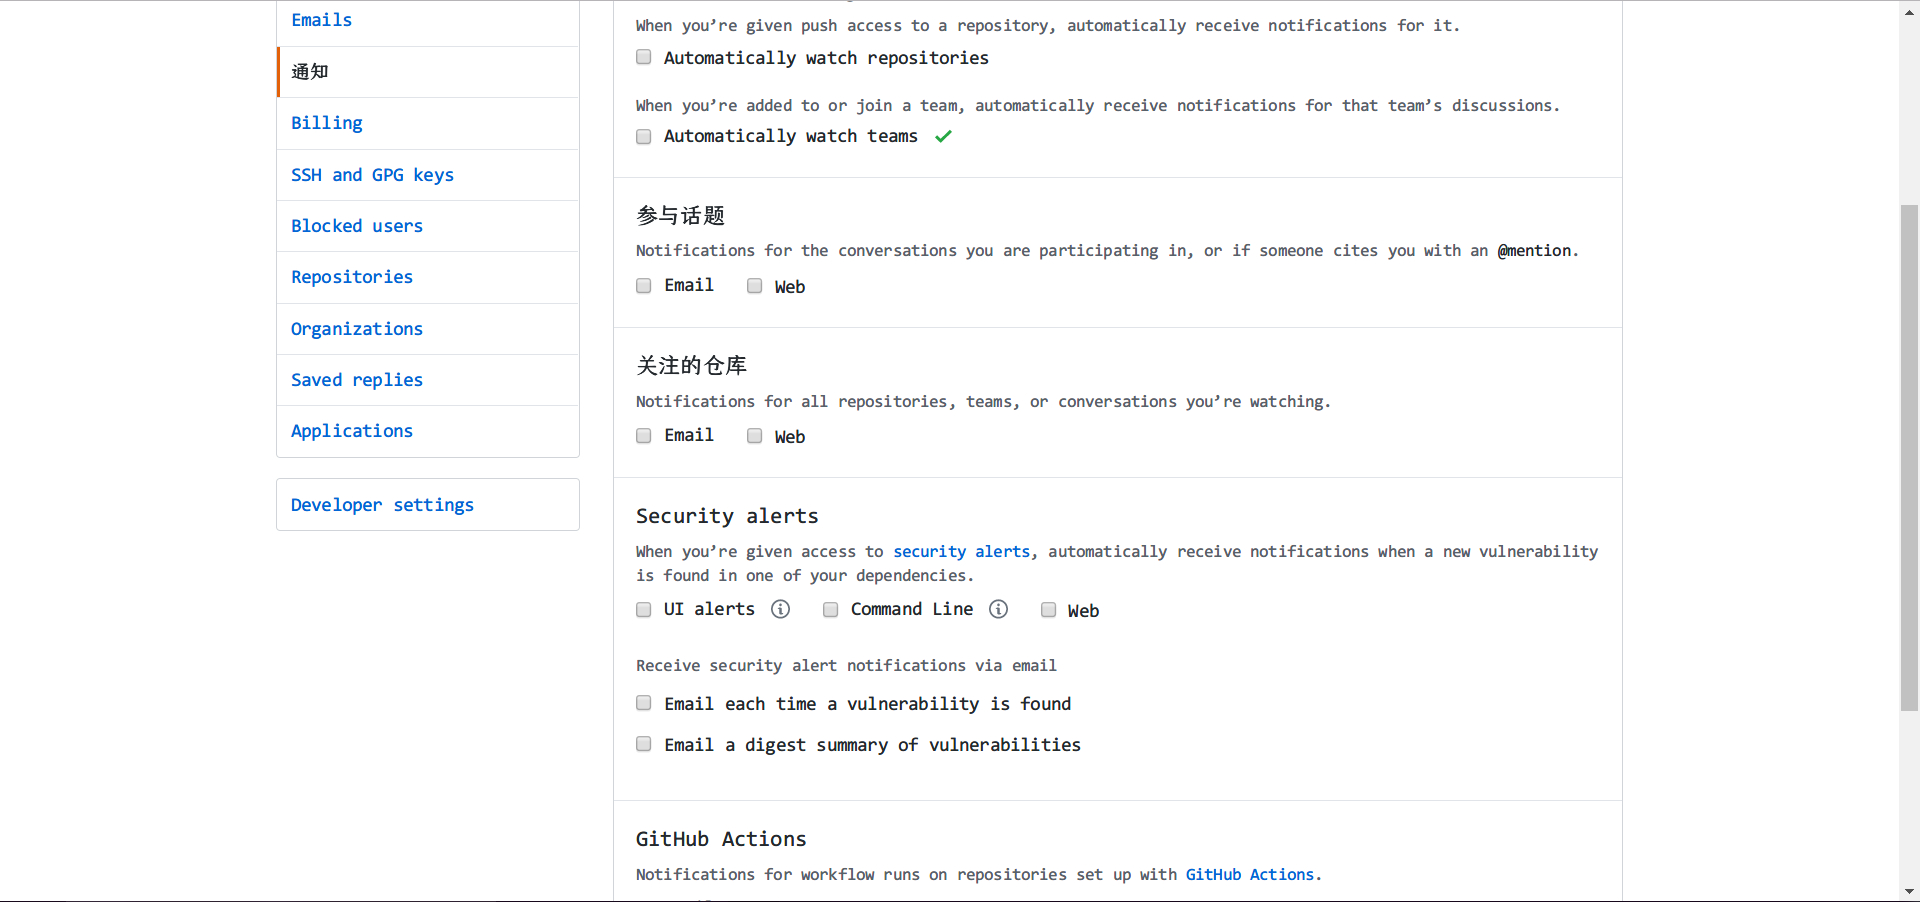 Emails
通知
Billing
SSH and GPG keys
Blocked users
Repositories
Organizations
Saved replies
Applications
Developer settings
When you’re given push access to a repository, automatically receive notifications for it.
Automatically watch repositories
When you’re added to or join a team, automatically receive notifications for that team’s discussions.
Automatically watch teams
参与话题
Notifications for the conversations you are participating in, or if someone cites you with an @mention.
Email Web
关注的仓库
Notifications for all repositories, teams, or conversations you’re watching.
Email Web
Security alerts
When you’re given access to security alerts, automatically receive notifications when a new vulnerability
is found in one of your dependencies.
UI alerts Command Line Web
Receive security alert notifications via email
Email each time a vulnerability is found
Email a digest summary of vulnerabilities
GitHub Actions
Notifications for workflow runs on repositories set up with GitHub Actions.